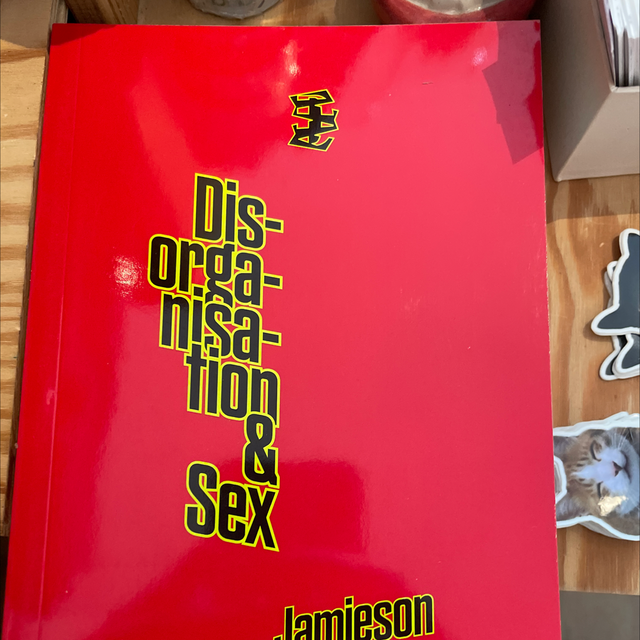 Dis-
orga-
nisa-
tion
&
Sex
Jamieson